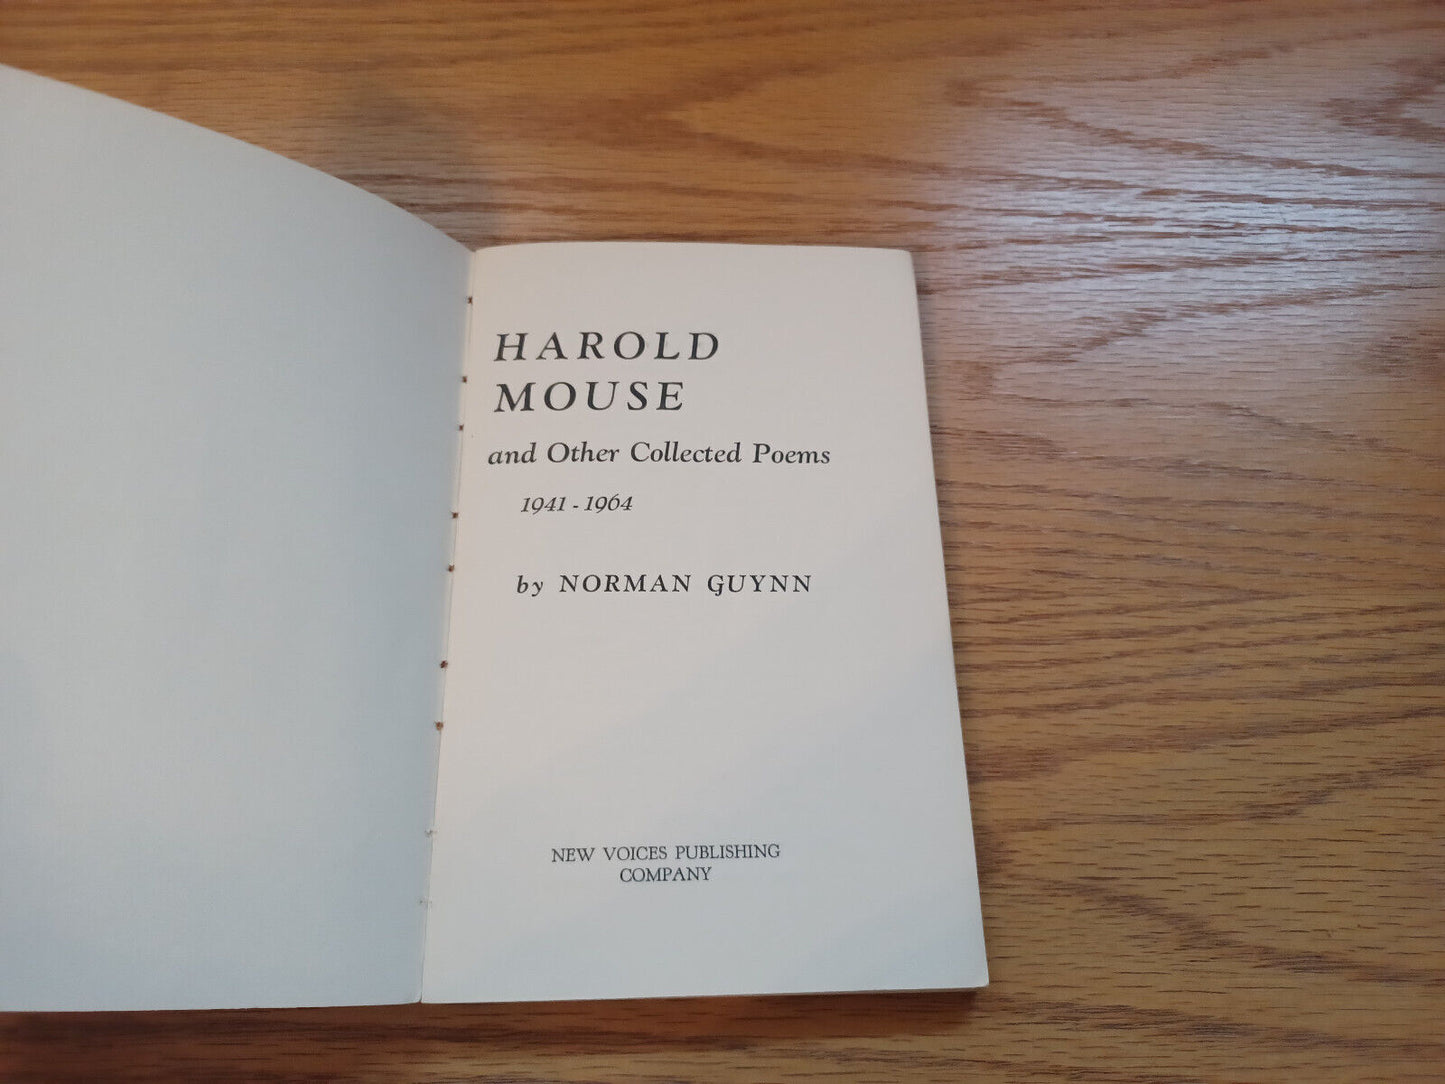 HAROLD
MOUSE
and Other Collected Poems
1941 - 1964
by NORMAN GUYNN
NEW VOICES PUBLISHING
COMPANY